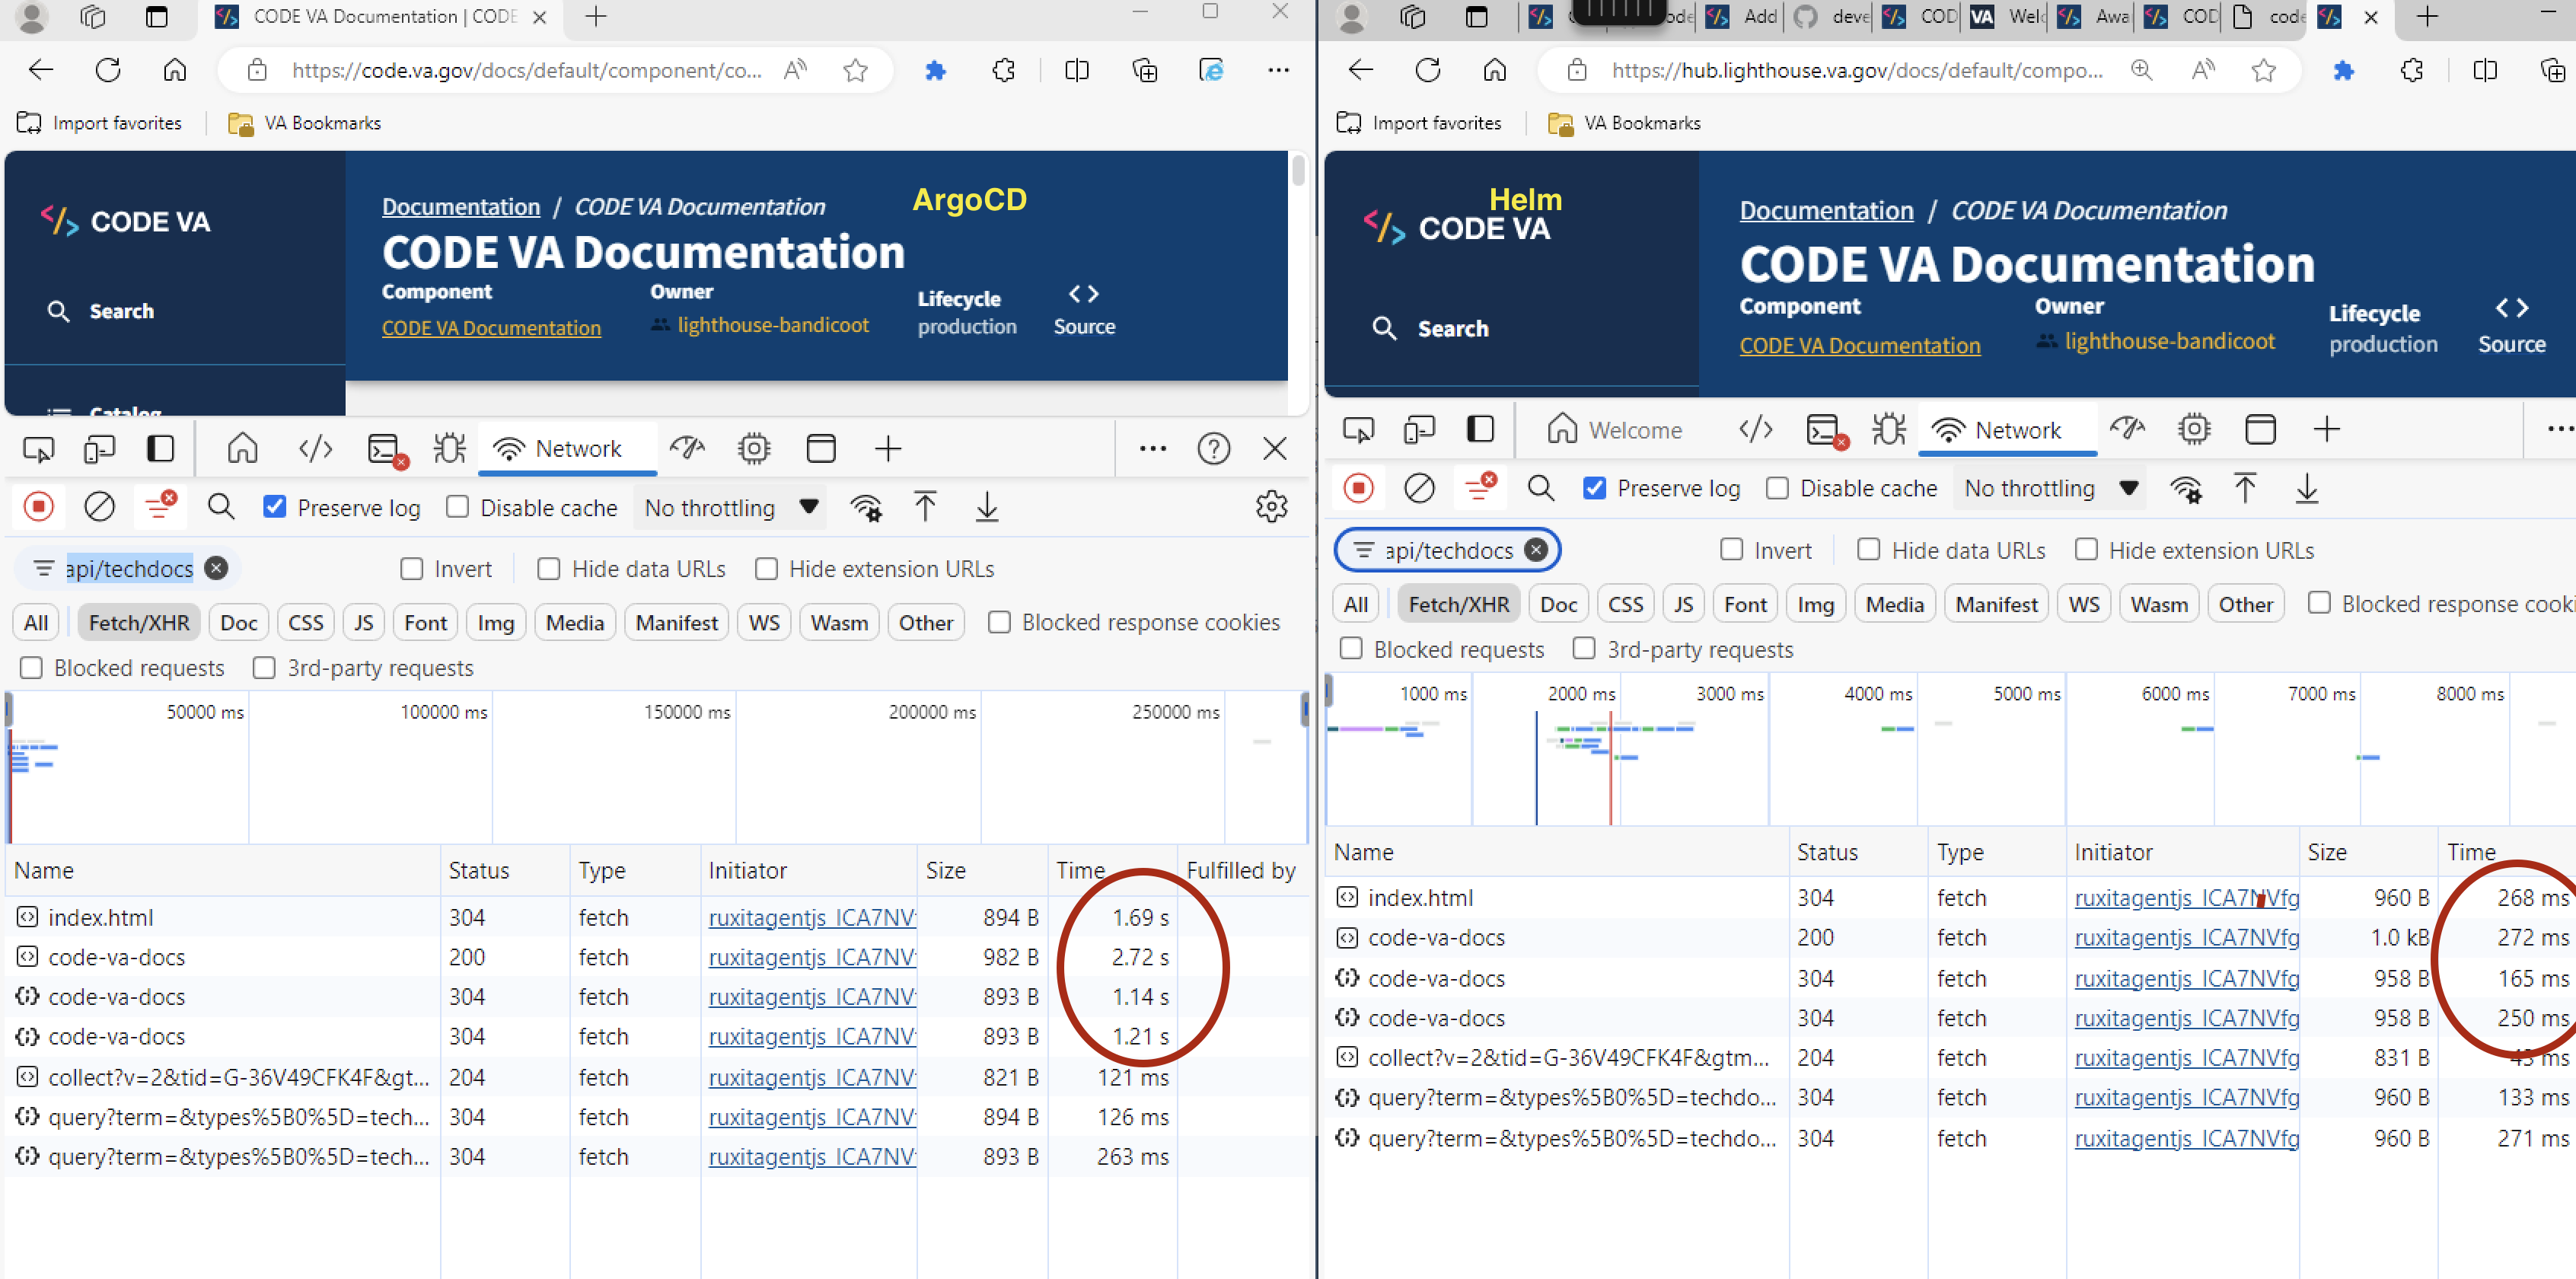 CODE VA Documentation | CODE
https://code.va.gov/docs/default/component/co...
Import favorites
VA Bookmarks
CODE VA
Search
Catalog
Documentation / CODE VA Documentation
ArgoCD
CODE VA Documentation
Component
Owner
Lifecycle
CODE VA Documentation
lighthouse-bandicoot
production
Source
Network
Preserve log
Disable cache
No throttling
api/techdocs
Invert
Hide data URLs
Hide extension URLs
All
Fetch/XHR
Doc
CSS
JS
Font
Img
Media
Manifest
WS
Wasm
Other
Blocked response cookies
Blocked requests
3rd-party requests
50000 ms
100000 ms
150000 ms
200000 ms
250000 ms
Name Status Type Initiator Size Time Fulfilled by
index.html 304 fetch ruxitagentjs_ICA7NV 894 B 1.69 s
code-va-docs 200 fetch ruxitagentjs_ICA7NV 982 B 2.72 s
code-va-docs 304 fetch ruxitagentjs_ICA7NV 893 B 1.14 s
code-va-docs 304 fetch ruxitagentjs_ICA7NV 893 B 1.21 s
collect?v=2&tid=G-36V49CFK4F&gt... 204 fetch ruxitagentjs_ICA7NV 821 B 121 ms
query?term=&types%5B0%5D=tech... 304 fetch ruxitagentjs_ICA7NV 894 B 126 ms
query?term=&types%5B0%5D=tech... 304 fetch ruxitagentjs_ICA7NV 893 B 263 ms
Add
deve
COD
VA
Welc
Awa
COD
code
https://hub.lighthouse.va.gov/docs/default/compo...
Import favorites
VA Bookmarks
Helm
CODE VA
Search
Documentation / CODE VA Documentation
CODE VA Documentation
Component
Owner
Lifecycle
CODE VA Documentation
lighthouse-bandicoot
production
Source
Welcome
Network
Preserve log
Disable cache
No throttling
api/techdocs
Invert
Hide data URLs
Hide extension URLs
All
Fetch/XHR
Doc
CSS
JS
Font
Img
Media
Manifest
WS
Wasm
Other
Blocked response cooki
Blocked requests
3rd-party requests
1000 ms
2000 ms
3000 ms
4000 ms
5000 ms
6000 ms
7000 ms
8000 ms
Name Status Type Initiator Size Time
index.html 304 fetch ruxitagentjs_ICA7NVfg 960 B 268 ms
code-va-docs 200 fetch ruxitagentjs_ICA7NVfg 1.0 kB 272 ms
code-va-docs 304 fetch ruxitagentjs_ICA7NVfg 958 B 165 ms
code-va-docs 304 fetch ruxitagentjs_ICA7NVfg 958 B 250 ms
collect?v=2&tid=G-36V49CFK4F&gtm... 204 fetch ruxitagentjs_ICA7NVfg 831 B 43 ms
query?term=&types%5B0%5D=techdo... 304 fetch ruxitagentjs_ICA7NVfg 960 B 133 ms
query?term=&types%5B0%5D=techdo... 304 fetch ruxitagentjs_ICA7NVfg 960 B 271 ms